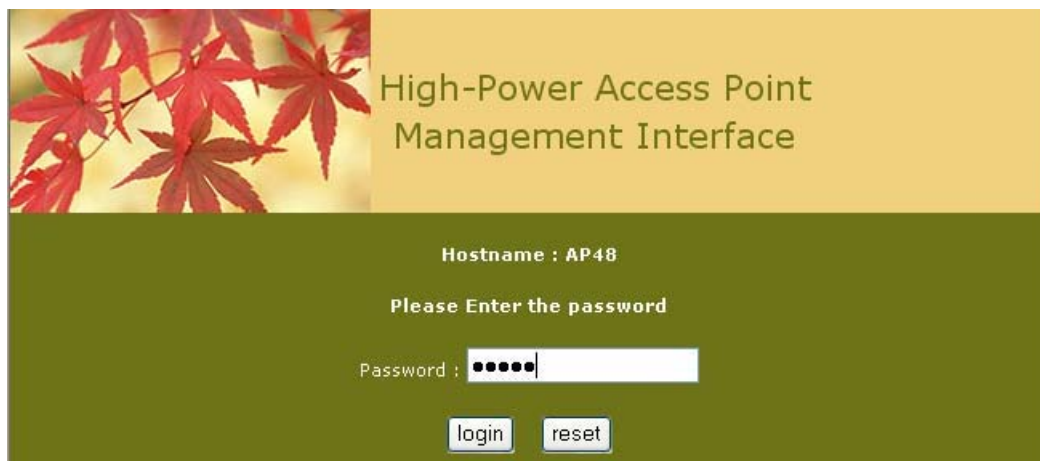 High-Power Access Point
Management Interface
Hostname : AP48
Please Enter the password
Password : •••••
login reset